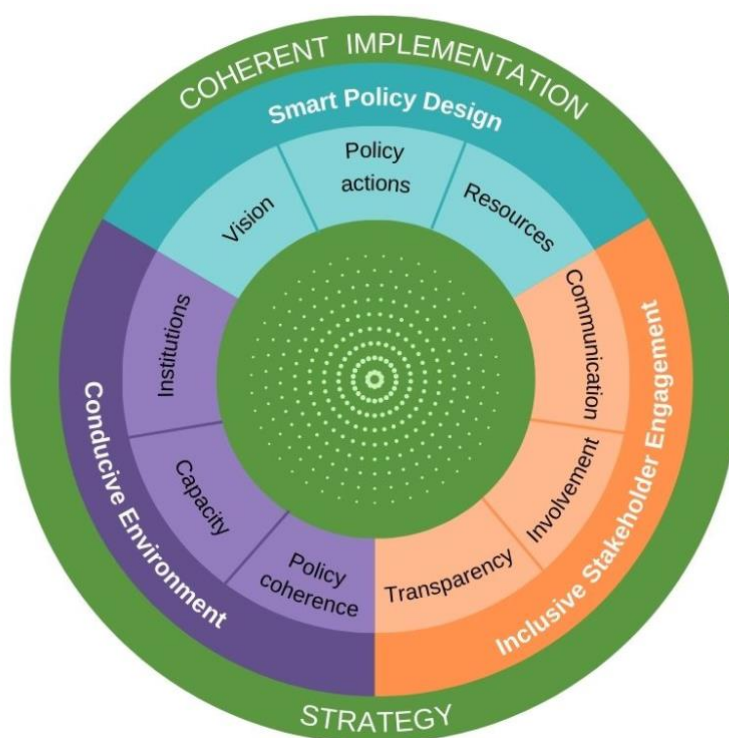 COHERENT IMPLEMENTATION
Smart Policy Design
Vision
Policy
actions
Resources
Communication
Involvement
Transparency
Inclusive Stakeholder Engagement
Policy
coherence
Capacity
Institutions
Conducive Environment
STRATEGY